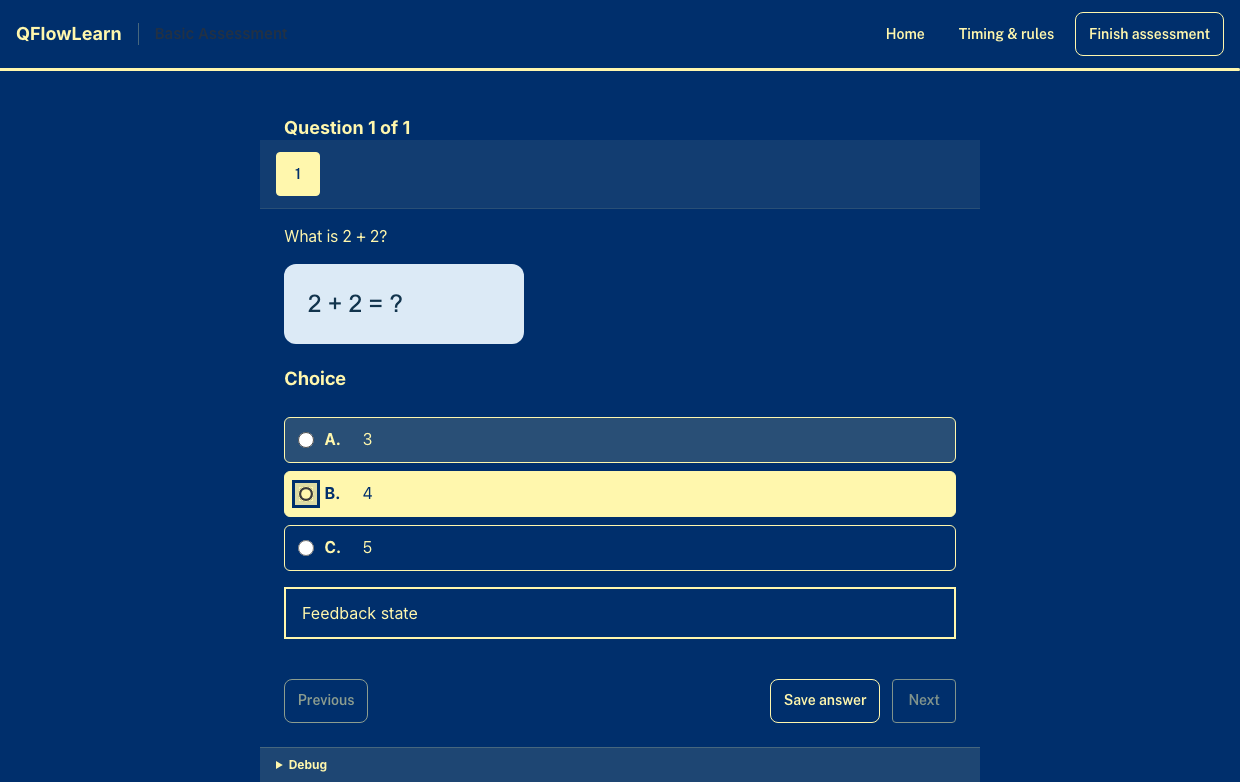 QFlowLearn
Basic Assessment
Home
Timing & rules
Finish assessment
Question 1 of 1
1
What is 2 + 2?
2 + 2 = ?
Choice
A. 3
B. 4
C. 5
Feedback state
Previous
Save answer
Next
Debug